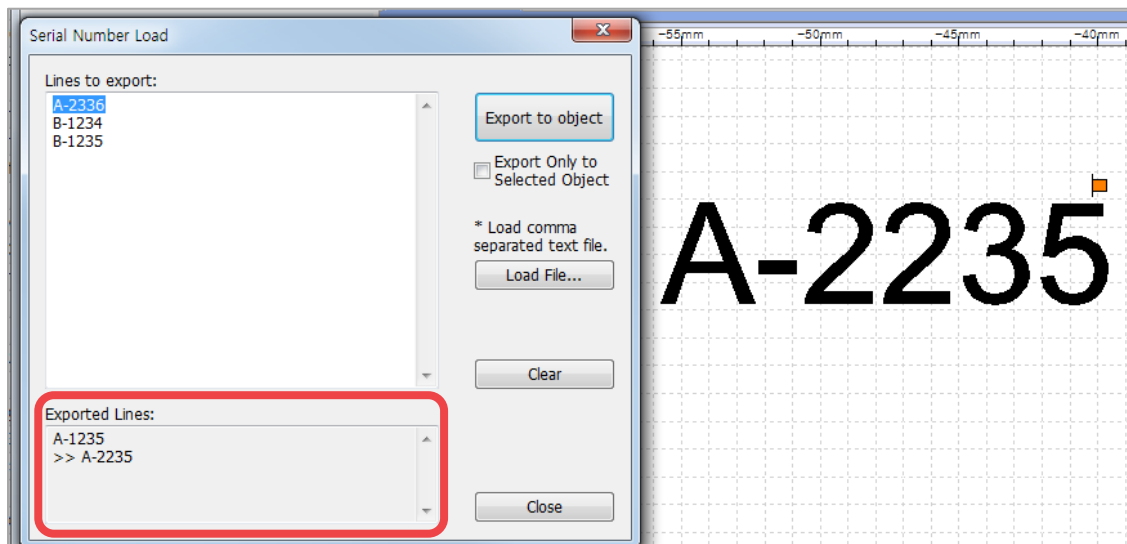 Serial Number Load
Lines to export:
A-2336
B-1234
B-1235
Export to object
Export Only to
Selected Object
* Load comma
separated text file.
Load File...
Clear
Exported Lines:
A-1235
>> A-2235
Close
-55mm -50mm -45mm -40mm
A-2235